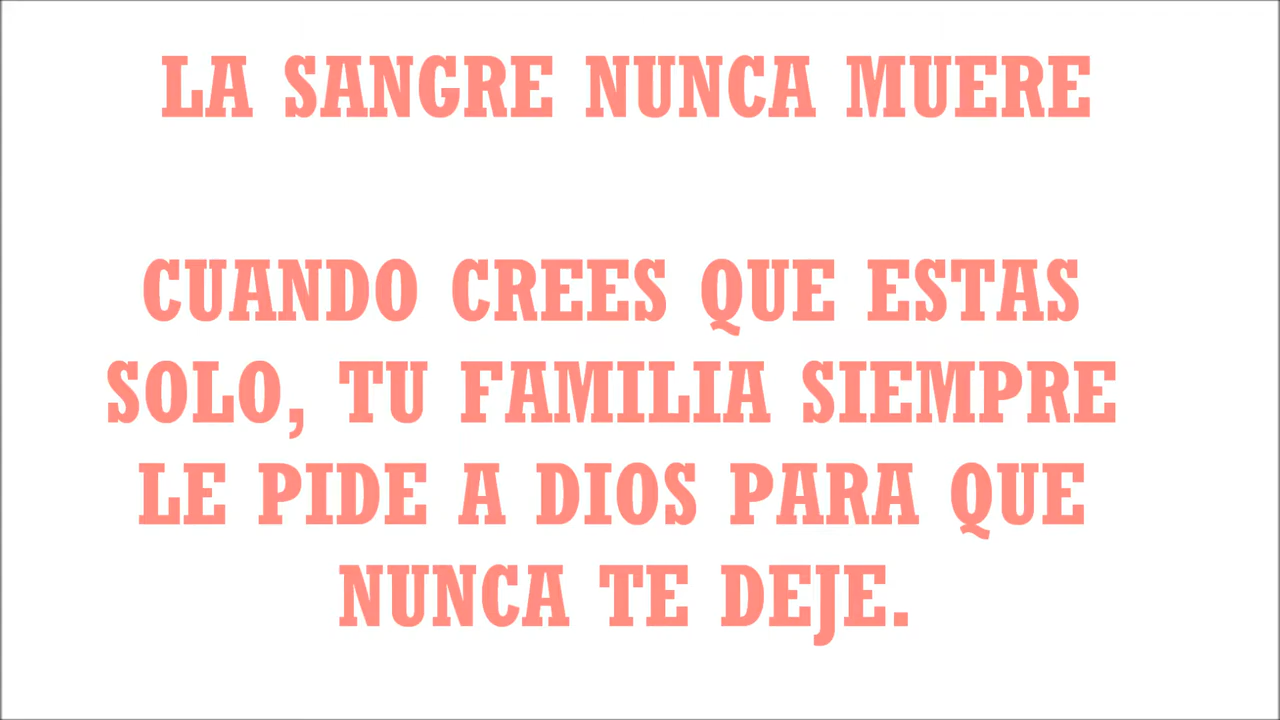 LA SANGRE NUNCA MUERE
CUANDO CREES QUE ESTAS
SOLO, TU FAMILIA SIEMPRE
LE PIDE A DIOS PARA QUE
NUNCA TE DEJE.